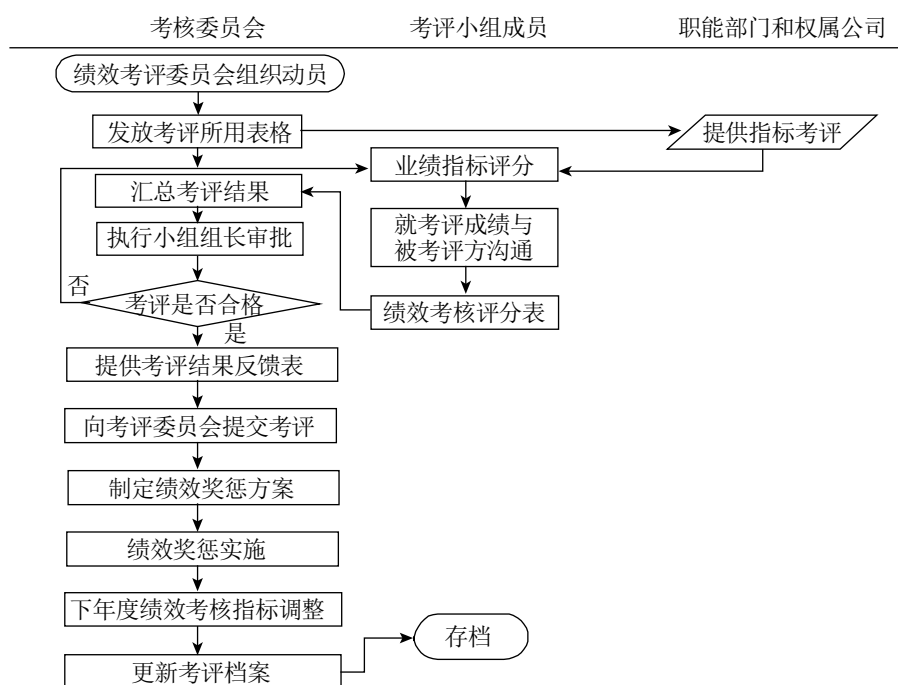 考核委员会
考评小组成员
职能部门和权属公司
绩效考评委员会组织动员
发放考评所用表格
提供指标考评
业绩指标评分
汇总考评结果
就考评成绩与
被考评方沟通
执行小组组长审批
否
考评是否合格
绩效考核评分表
是
提供考评结果反馈表
向考评委员会提交考评
制定绩效奖惩方案
绩效奖惩实施
下年度绩效考核指标调整
存档
更新考评档案